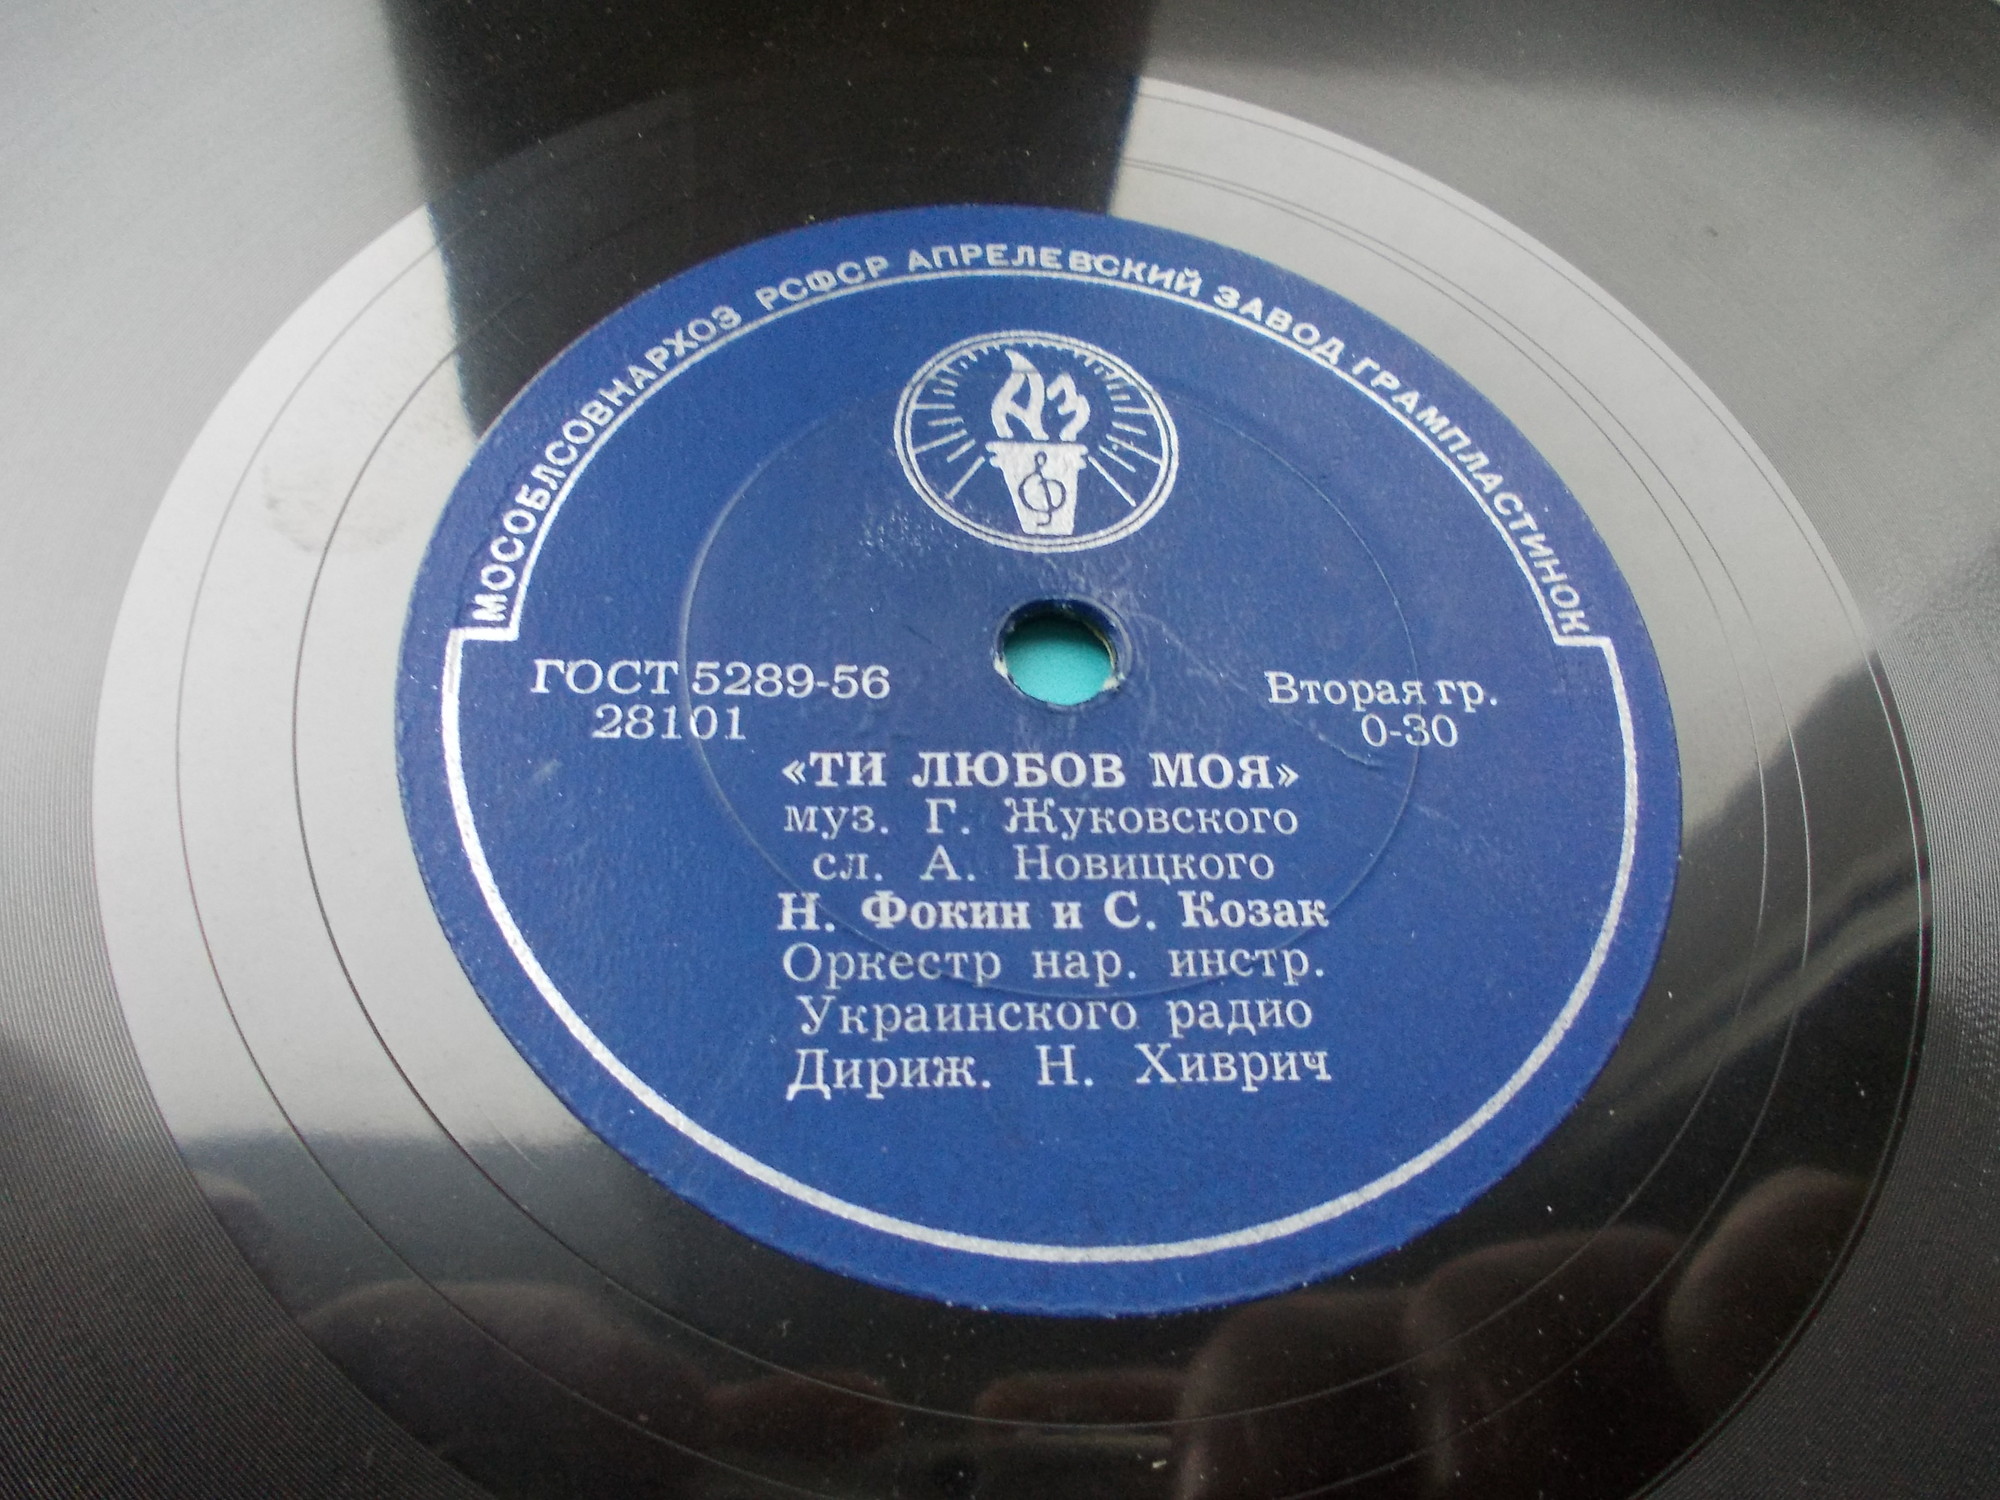 МОСОБЛСОВНАРХОЗ РСФСР АПРЕЛЕВСКИЙ ЗАВОД ГРАМПЛАСТИНОК
АЗ
ГОСТ 5289-56
28101
Вторая гр.
0-30
«ТИ ЛЮБОВ МОЯ»
муз. Г. Жуковского
сл. А. Новицкого
Н. Фокин и С. Козак
Оркестр нар. инстр.
Украинского радио
Дириж. Н. Хиврич